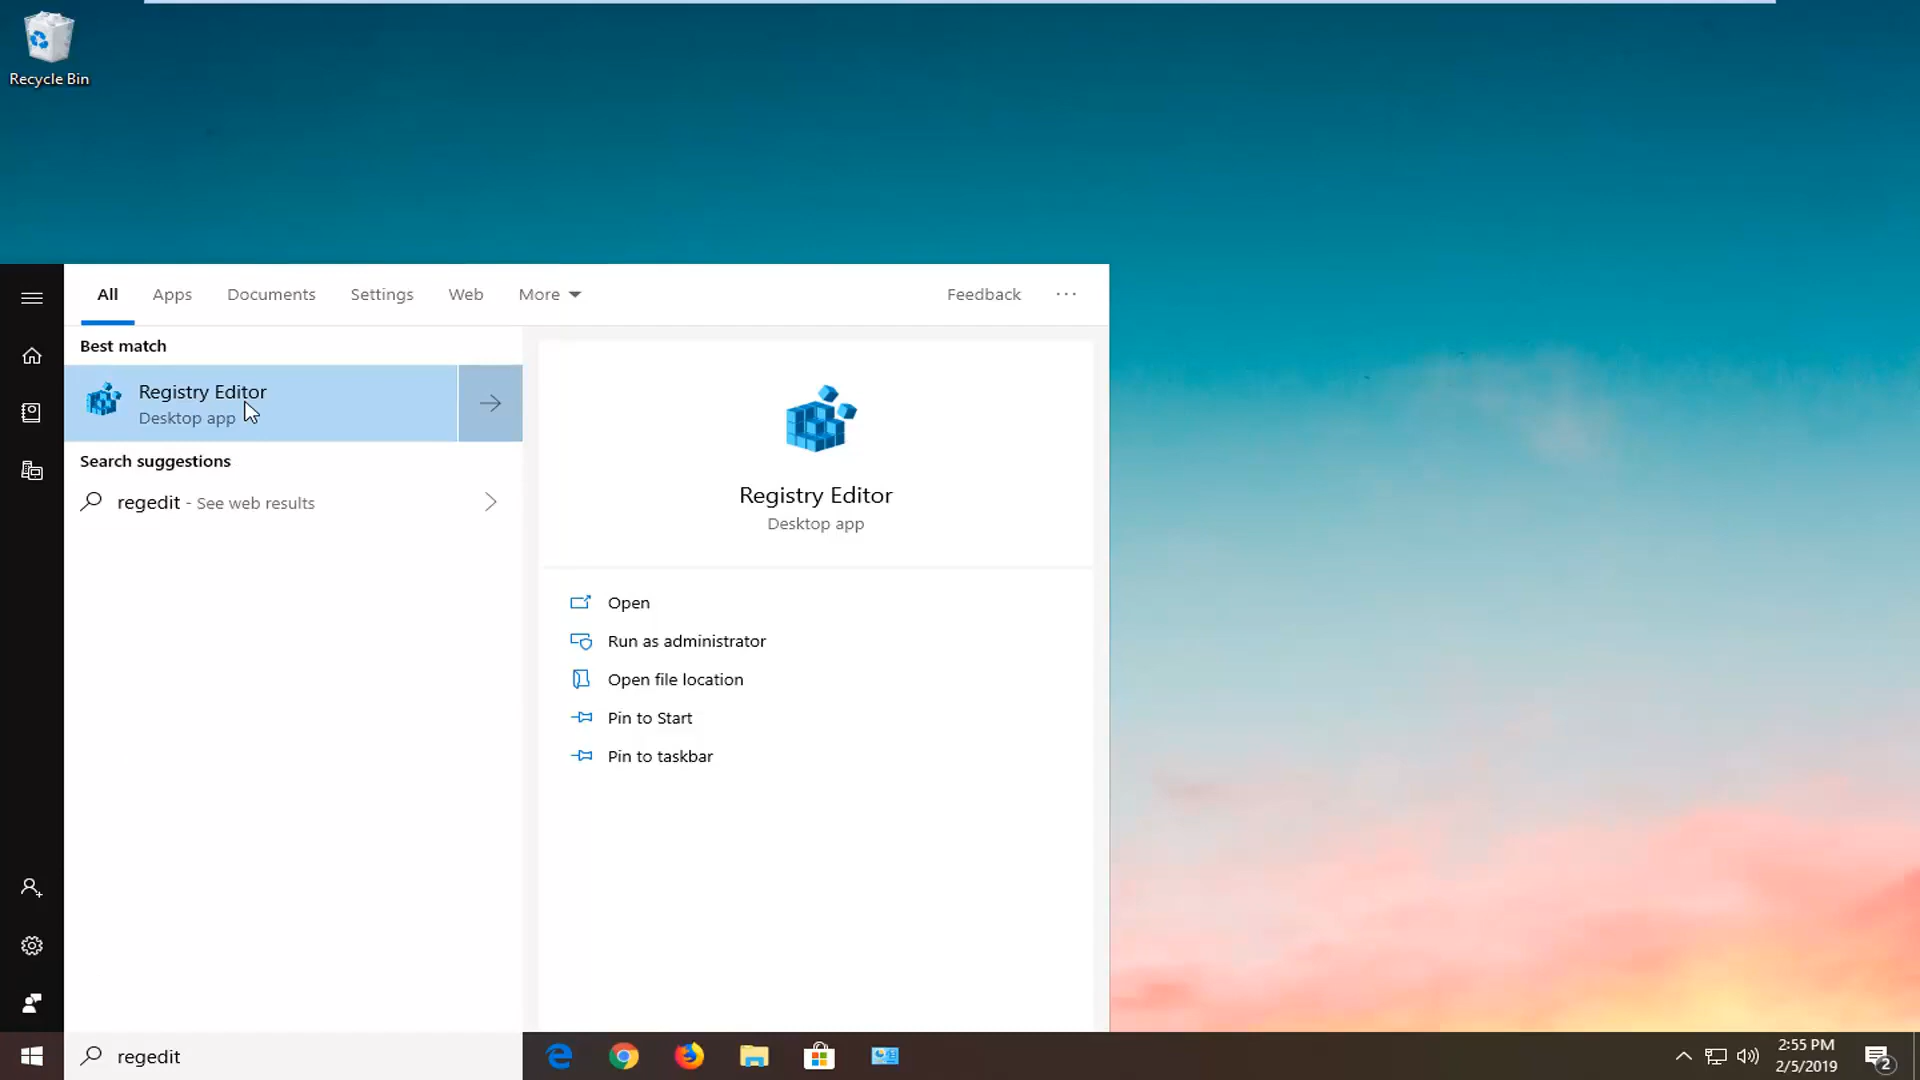 Recycle Bin
All Apps Documents Settings Web More Feedback ...
Best match
Registry Editor
Desktop app
Search suggestions
regedit - See web results
Registry Editor
Desktop app
Open
Run as administrator
Open file location
Pin to Start
Pin to taskbar
regedit
2:55 PM
2/5/2019
2